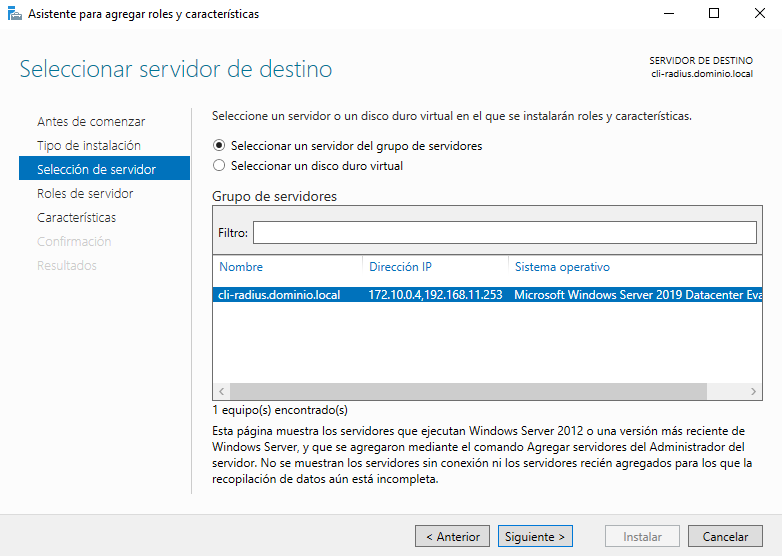 Asistente para agregar roles y características
Seleccionar servidor de destino
SERVIDOR DE DESTINO
cli-radius.dominio.local
Antes de comenzar
Tipo de instalación
Selección de servidor
Roles de servidor
Características
Confirmación
Resultados
Seleccione un servidor o un disco duro virtual en el que se instalarán roles y características.
Seleccionar un servidor del grupo de servidores
Seleccionar un disco duro virtual
Grupo de servidores
Filtro:
Nombre Dirección IP Sistema operativo
cli-radius.dominio.local 172.10.0.4,192.168.11.253 Microsoft Windows Server 2019 Datacenter Eva
1 equipo(s) encontrado(s)
Esta página muestra los servidores que ejecutan Windows Server 2012 o una versión más reciente de
Windows Server, y que se agregaron mediante el comando Agregar servidores del Administrador del
servidor. No se muestran los servidores sin conexión ni los servidores recién agregados para los que la
recopilación de datos aún está incompleta.
< Anterior Siguiente > Instalar Cancelar